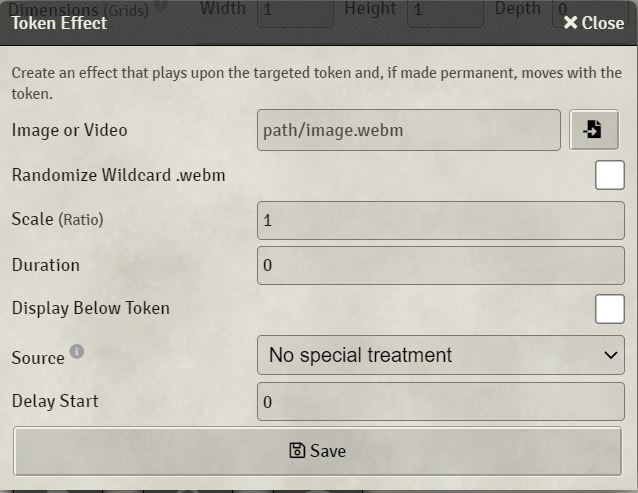 Dimensions (Grids) Width 1 Height 1 Depth 0
Token Effect Close
Create an effect that plays upon the targeted token and, if made permanent, moves with the
token.
Image or Video path/image.webm
Randomize Wildcard .webm
Scale (Ratio) 1
Duration 0
Display Below Token
Source No special treatment
Delay Start 0
Save